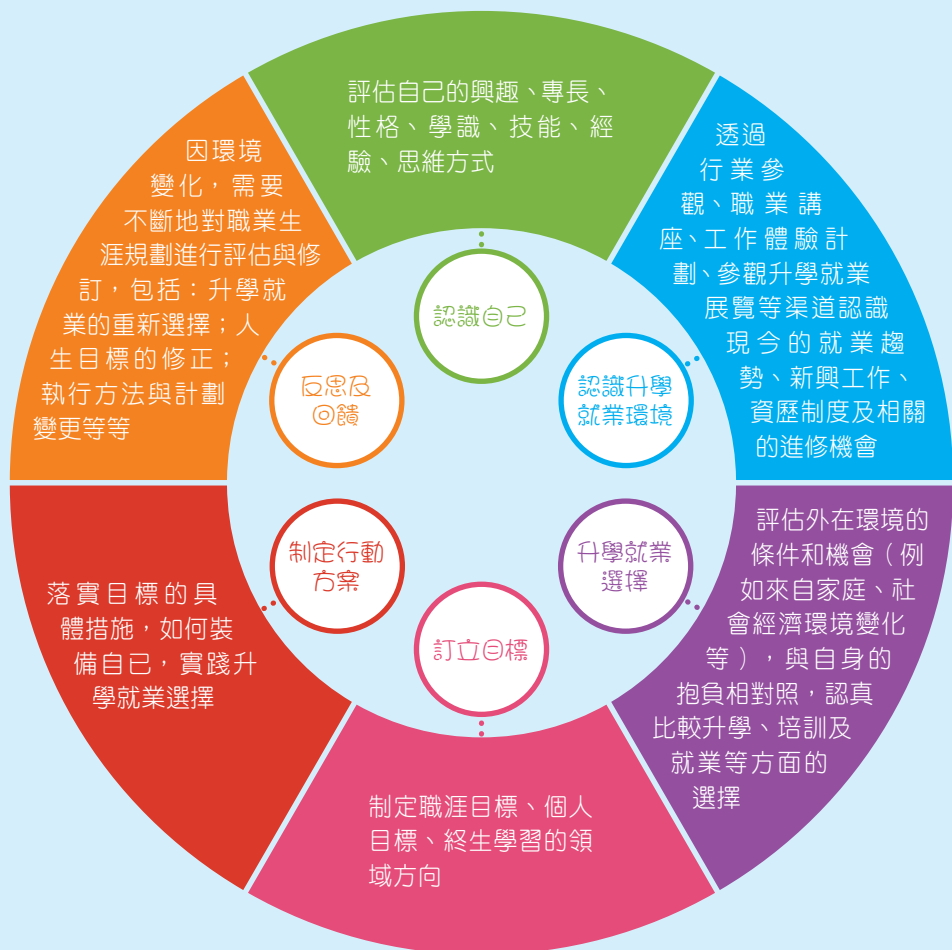 評估自己的興趣、專長、
性格、學識、技能、經
驗、思維方式
認識自己
透過
行業參
觀、職業講
座、工作體驗計
劃、參觀升學就業
展覽等渠道認識
現今的就業趨
勢、新興工作、
資歷制度及相關
的進修機會
認識升學
就業環境
評估外在環境的
條件和機會（例
如來自家庭、社
會經濟環境變化
等），與自身的
抱負相對照，認真
比較升學、培訓及
就業等方面的
選擇
升學就業
選擇
訂立目標
制定職涯目標、個人
目標、終生學習的領
域方向
制定行動
方案
落實目標的具
體措施，如何裝
備自已，實踐升
學就業選擇
反思及
回饋
因環境
變化，需要
不斷地對職業生
涯規劃進行評估與修
訂，包括：升學就
業的重新選擇；人
生目標的修正；
執行方法與計劃
變更等等